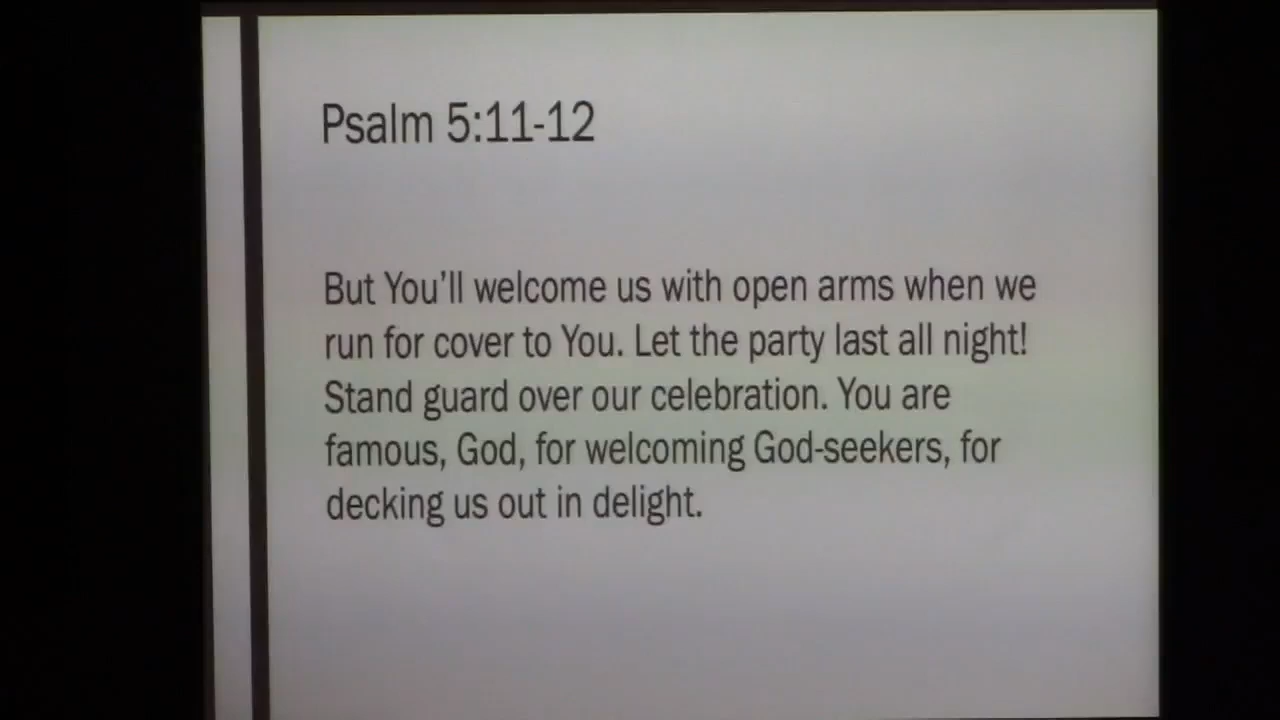 Psalm 5:11-12
But You'll welcome us with open arms when we
run for cover to You. Let the party last all night!
Stand guard over our celebration. You are
famous, God, for welcoming God-seekers, for
decking us out in delight.